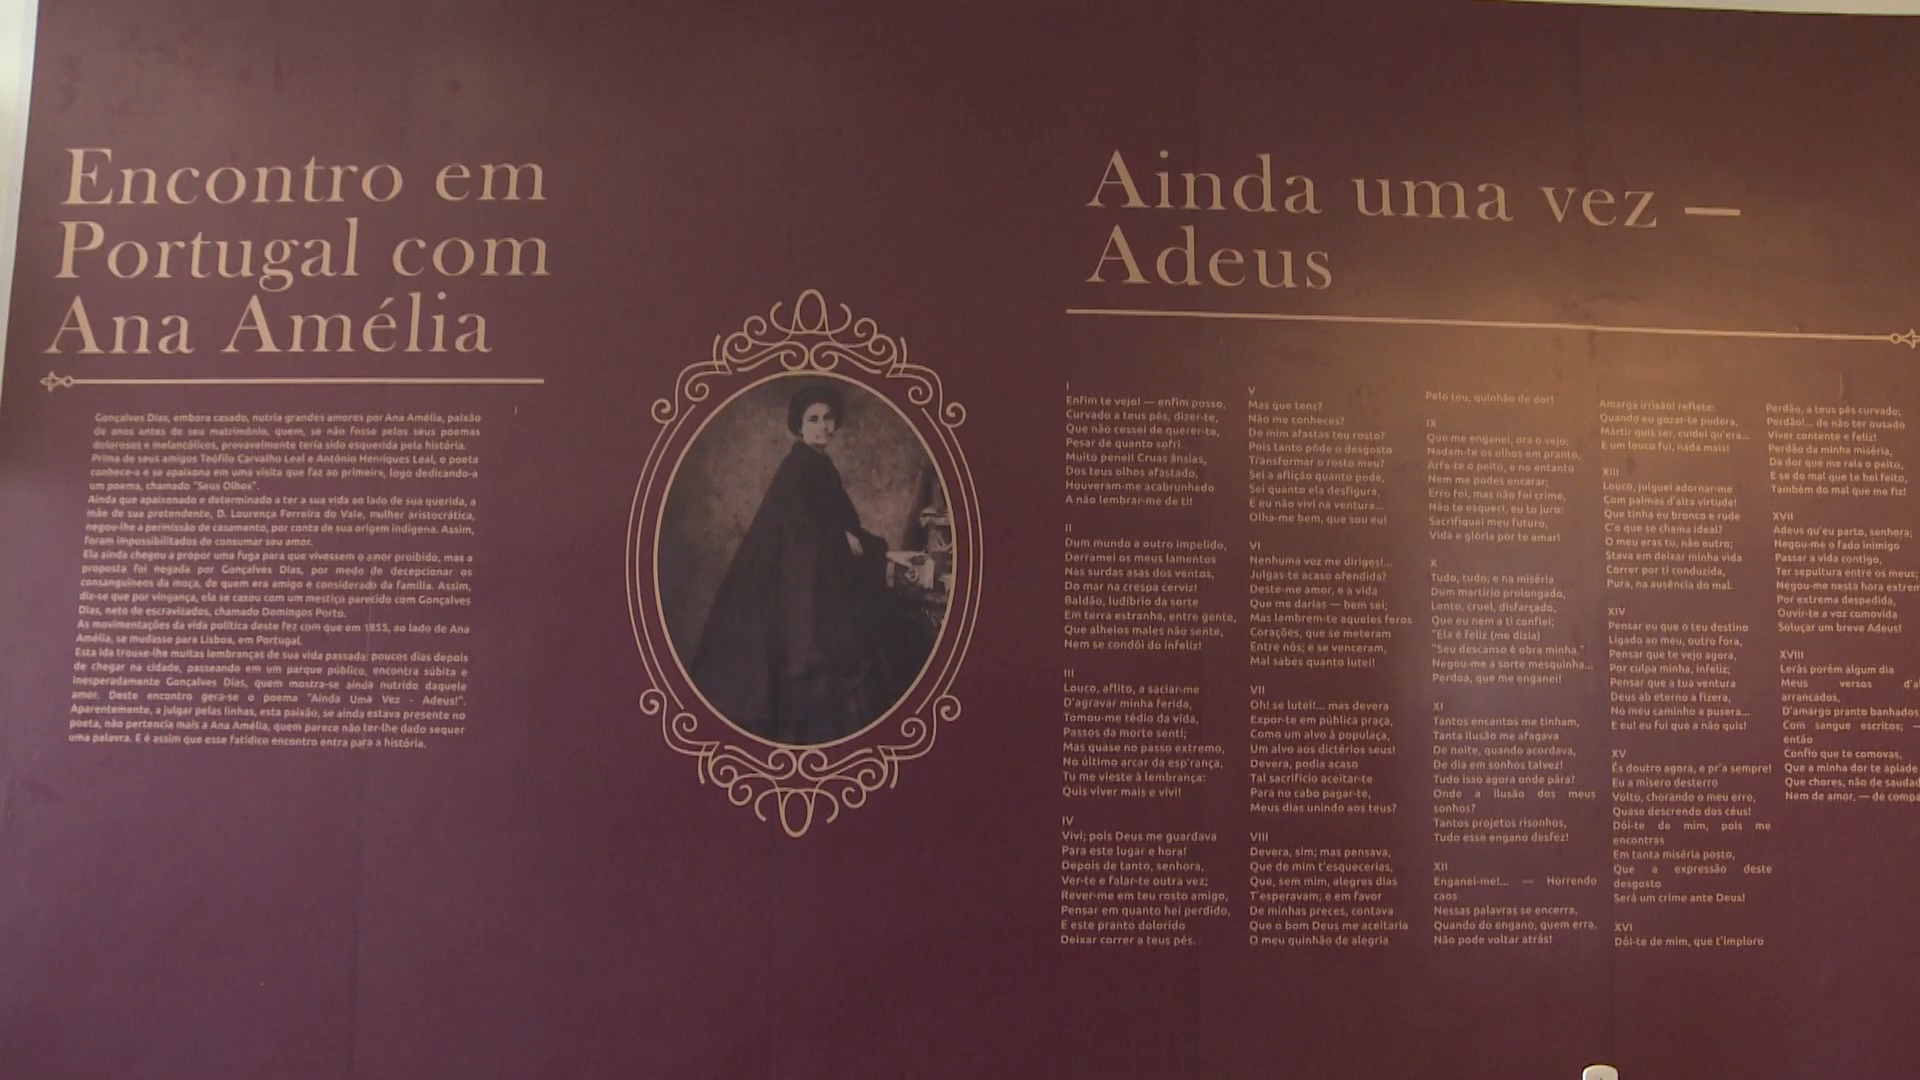 Encontro em
Portugal com
Ana Amélia
Gonçalves Dias, embora casado, nutria grandes amores por Ana Amélia, paixão
de anos antes de seu matrimônio, quem, se não fosse pelos seus poemas
dolorosos e melancólicos, provavelmente teria sido esquerida pela história.
Prima de seus amigos Teófilo Carvalho Leal e Antônio Henriques Leal, o poeta
conhece-a e se apaixona em uma visita que faz ao primeiro, logo dedicando-a
um poema, chamado "Seus Olhos".
Ainda que apaixonado e determinado a ter a sua vida ao lado de sua querida, a
mãe de sua pretendente, D. Lourença Ferreira do Vale, mulher aristocrática,
negou-lhe a permissão de casamento, por conta de sua origem indígena. Assim,
foram impossibilitados de consumar seu amor.
Ela ainda chegou a propor uma fuga para que vivessem o amor proibido, mas a
proposta foi negada por Gonçalves Dias, por medo de decepcionar os
consanguíneos da moça, de quem era amigo e considerado da família. Assim,
diz-se que por vingança, ela se casou com um mestiço parecido com Gonçalves
Dias, neto de escravizados, chamado Domingos Porto.
As movimentações da vida política deste fez com que em 1855, ao lado de Ana
Amélia, se mudasse para Lisboa, em Portugal.
Esta ida trouxe-lhe muitas lembranças de sua vida passada: poucos dias depois
de chegar na cidade, passeando em um parque público, encontra súbita e
inesperadamente Gonçalves Dias, quem mostra-se ainda nutrido daquele
amor. Deste encontro gera-se o poema "Ainda Uma Vez - Adeus!".
Aparentemente, a julgar pelas linhas, esta paixão, se ainda estava presente no
poeta, não pertencia mais a Ana Amélia, quem parece não ter-lhe dado sequer
uma palavra. E é assim que esse fatídico encontro entra para a história.
Ainda uma vez —
Adeus
I
Enfim te vejo! — enfim posso,
Curvado a teus pés, dizer-te,
Que não cessei de querer-te,
Pesar de quanto sofri.
Muito penei! Cruas ânsias,
Dos teus olhos afastado,
Houveram-me acabrunhado
A não lembrar-me de ti!
II
Dum mundo a outro impelido,
Derramei os meus lamentos
Nas surdas asas dos ventos,
Do mar na crespa cerviz!
Baldão, ludíbrio da sorte
Em terra estranha, entre gente,
Que alheios males não sente,
Nem se condói do infeliz!
III
Louco, aflito, a saciar-me
D'agravar minha ferida,
Tomou-me tédio da vida,
Passos da morte senti;
Mas quase no passo extremo,
No último arcar da esp'rança,
Tu me vieste à lembrança:
Quis viver mais e vivi!
IV
Vivi; pois Deus me guardava
Para este lugar e hora!
Depois de tanto, senhora,
Ver-te e falar-te outra vez;
Rever-me em teu rosto amigo,
Pensar em quanto hei perdido,
E este pranto dolorido
Deixar correr a teus pés.
V
Mas que tens?
Não me conheces?
De mim afastas teu rosto?
Pois tanto pôde o desgosto
Transformar o rosto meu?
Sei a aflição quanto pode,
Sei quanto ela desfigura,
E eu não vivi na ventura...
Olha-me bem, que sou eu!
VI
Nenhuma voz me diriges!...
Julgas-te acaso ofendida?
Deste-me amor, e a vida
Que me darias — bem sei;
Mas lembrem-te aqueles feros
Corações, que se meteram
Entre nós; e se venceram,
Mal sabes quanto lutei!
VII
Oh! se lutei!... mas devera
Expor-te em pública praça,
Como um alvo à populaça,
Um alvo aos dictérios seus!
Devera, podia acaso
Tal sacrifício aceitar-te
Para no cabo pagar-te,
Meus dias unindo aos teus?
VIII
Devera, sim; mas pensava,
Que de mim t'esquecerias,
Que, sem mim, alegres dias
T'esperavam; e em favor
De minhas preces, contava
Que o bom Deus me aceitaria
O meu quinhão de alegria
Pelo teu, quinhão de dor!
IX
Que me enganei, ora o vejo;
Nadam-te os olhos em pranto,
Arfa-te o peito, e no entanto
Nem me podes encarar;
Erro foi, mas não foi crime,
Não te esqueci, eu to juro:
Sacrifiquei meu futuro,
Vida e glória por te amar!
X
Tudo, tudo; e na miséria
Dum martírio prolongado,
Lento, cruel, disfarçado,
Que eu nem a ti confiei;
"Ela é feliz (me dizia)
"Seu descanso é obra minha."
Negou-me a sorte mesquinha...
Perdoa, que me enganei!
XI
Tantos encantos me tinham,
Tanta ilusão me afagava
De noite, quando acordava,
De dia em sonhos talvez!
Tudo isso agora onde pára?
Onde a ilusão dos meus
sonhos?
Tantos projetos risonhos,
Tudo esse engano desfez!
XII
Enganei-me!... — Horrendo
caos
Nessas palavras se encerra,
Quando do engano, quem erra.
Não pode voltar atrás!
Amarga irrisão! reflete:
Quando eu gozar-te pudera,
Mártir quis ser, cuidei qu'era...
E um louco fui, nada mais!
XIII
Louco, julguei adornar-me
Com palmas d'alta virtude!
Que tinha eu bronco e rude
C'o que se chama ideal?
O meu eras tu, não outro;
Stava em deixar minha vida
Correr por ti conduzida,
Pura, na ausência do mal.
XIV
Pensar eu que o teu destino
Ligado ao meu, outro fora,
Pensar que te vejo agora,
Por culpa minha, infeliz;
Pensar que a tua ventura
Deus ab eterno a fizera,
No meu caminho a pusera...
E eu! eu fui que a não quis!
XV
És doutro agora, e pr'a sempre!
Eu a mísero desterro
Volto, chorando o meu erro,
Quase descrendo dos céus!
Dói-te de mim, pois me
encontras
Em tanta miséria posto,
Que a expressão deste
desgosto
Será um crime ante Deus!
XVI
Dói-te de mim, que t'imploro
Perdão, a teus pés curvado;
Perdão!... de não ter ousado
Viver contente e feliz!
Perdão da minha miséria,
Da dor que me rala o peito,
E se do mal que te hei feito,
Também do mal que me fiz!
XVII
Adeus qu'eu parto, senhora;
Negou-me o fado inimigo
Passar a vida contigo,
Ter sepultura entre os meus;
Negou-me nesta hora extrem
Por extrema despedida,
Ouvir-te a voz comovida
Soluçar um breve Adeus!
XVIII
Lerás porém algum dia
Meus versos d'al
arrancados,
D'amargo pranto banhados
Com sangue escritos; —
então
Confio que te comovas,
Que a minha dor te apiade
Que chores, não de saudad
Nem de amor, — de compa